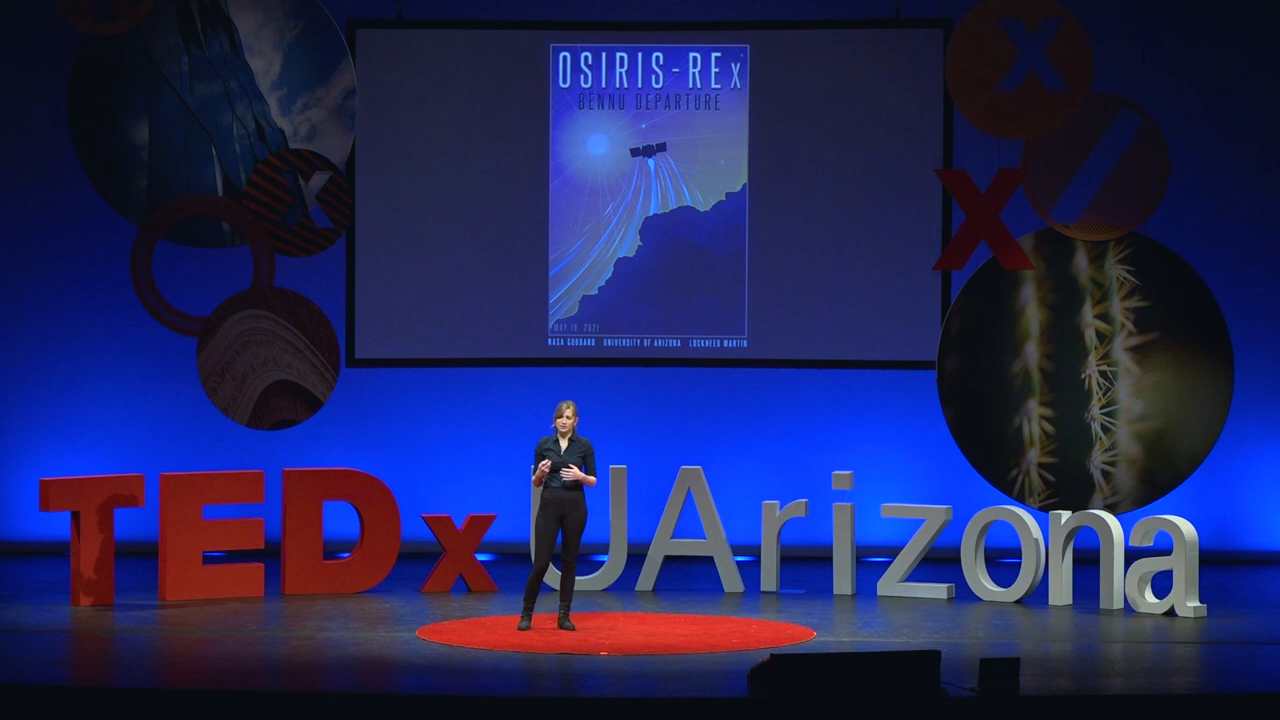 OSIRIS-REx
BENNU DEPARTURE
MAY 10, 2021
NASA GODDARD UNIVERSITY OF ARIZONA LOCKHEED MARTIN
X
X
X
TEDx UArizona